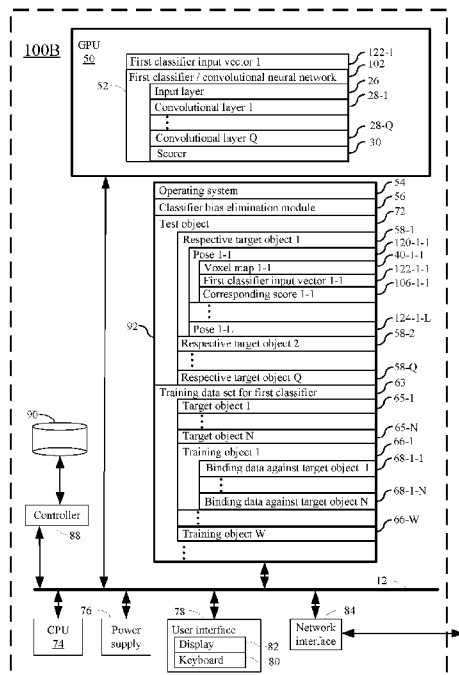 100B
GPU
50
First classifier input vector 1
122-1
First classifier / convolutional neural network
102
52
Input layer
26
Convolutional layer 1
28-1
Convolutional layer Q
28-Q
Scorer
30
Operating system
54
Classifier bias elimination module
56
Test object
72
Respective target object 1
58-1
Pose 1-1
120-1-1
Voxel map 1-1
40-1-1
First classifier input vector 1-1
122-1-1
Corresponding score 1-1
106-1-1
92
Pose 1-L
124-1-L
Respective target object 2
58-2
Respective target object Q
58-Q
Training data set for first classifier
63
Target object 1
65-1
Target object N
65-N
Training object 1
66-1
Binding data against target object 1
68-1-1
Binding data against target object N
68-1-N
Training object W
66-W
90
Controller
88
12
CPU
74
76
Power
supply
78
User interface
Display
82
Keyboard
80
84
Network
interface